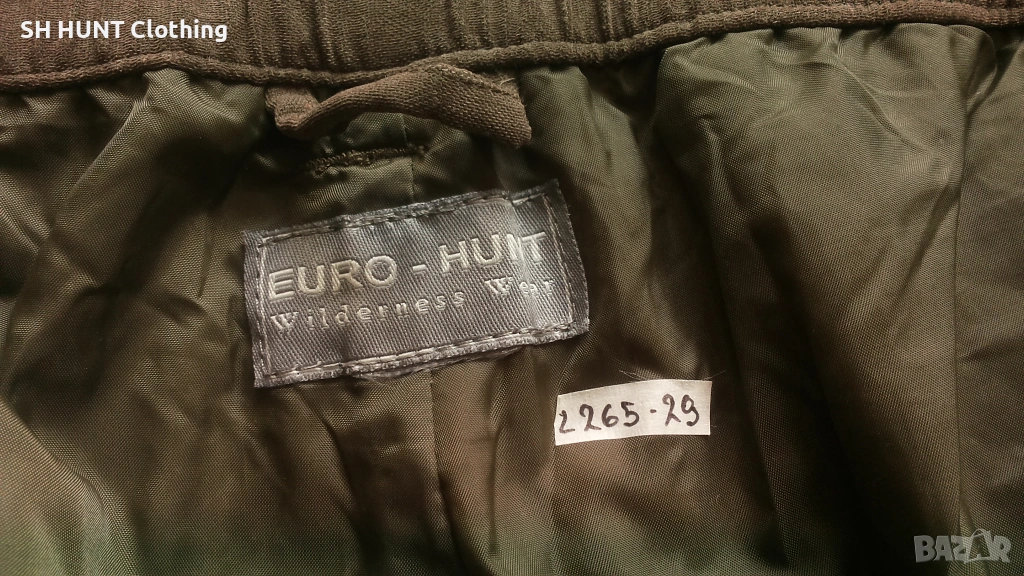 SH HUNT Clothing
EURO - HUNT
Wilderness Wear
2265-29
BAZAR